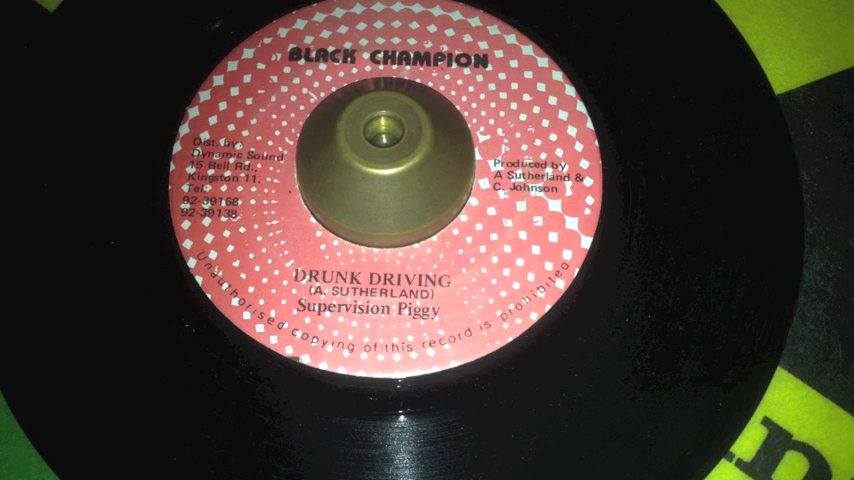 BLACK CHAMPION
Dist. by:
Dynamic Sound
15 Bell Rd.,
Kingston 11.
Tel:
92-39168
92-39138
Produced by
A Sutherland &
C. Johnson
DRUNK DRIVING
(A. SUTHERLAND)
Supervision Piggy
Unauthorised copying of this record is prohibited